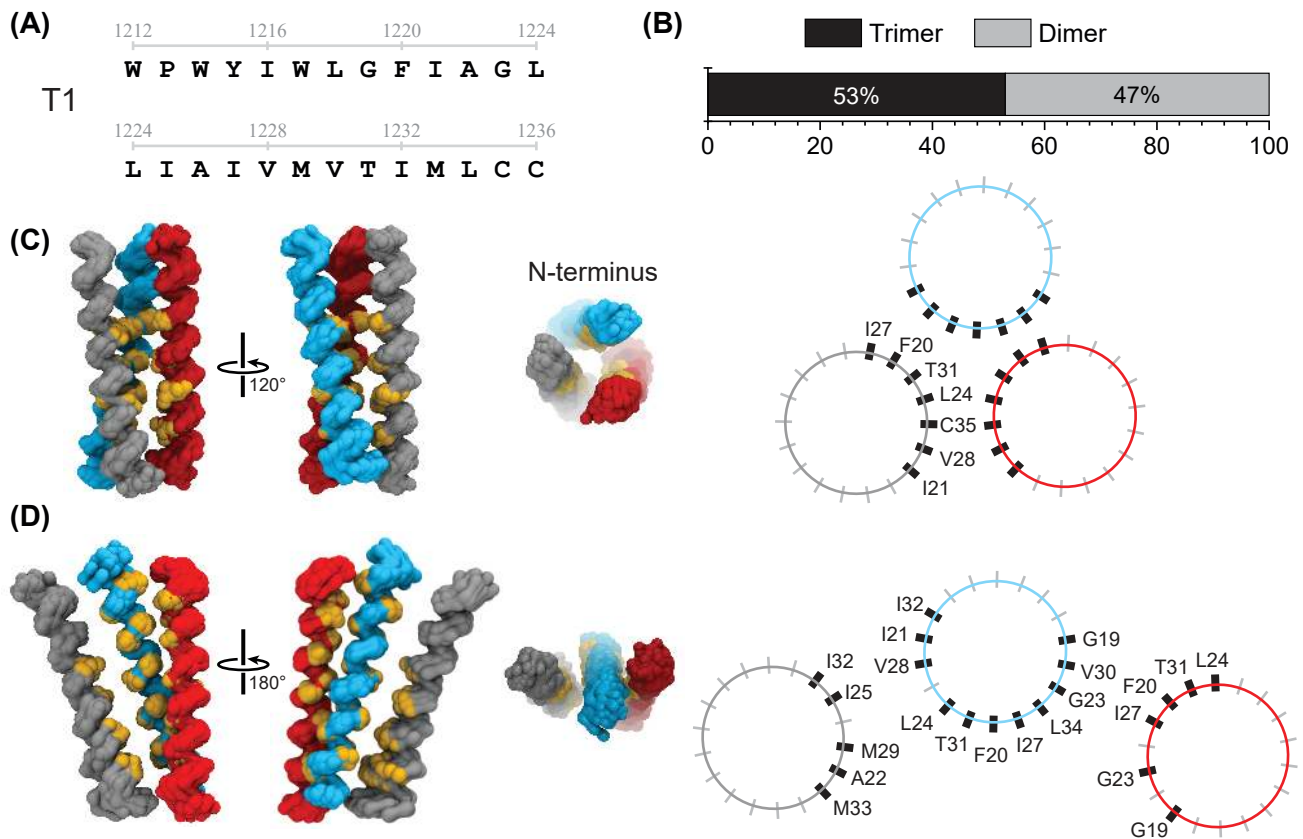 (A)
1212 1216 1220 1224
W P W Y I W L G F I A G L
T1
1224 1228 1232 1236
L I A I V M V T I M L C C
(B)
Trimer Dimer
53% 47%
0 20 40 60 80 100
(C)
120°
N-terminus
I27
F20
T31
L24
C35
V28
I21
(D)
180°
I32
I25
M29
A22
M33
I32
I21
V28
L24
T31
F20
I27
L34
G23
V30
G19
L24
T31
F20
I27
G23
G19